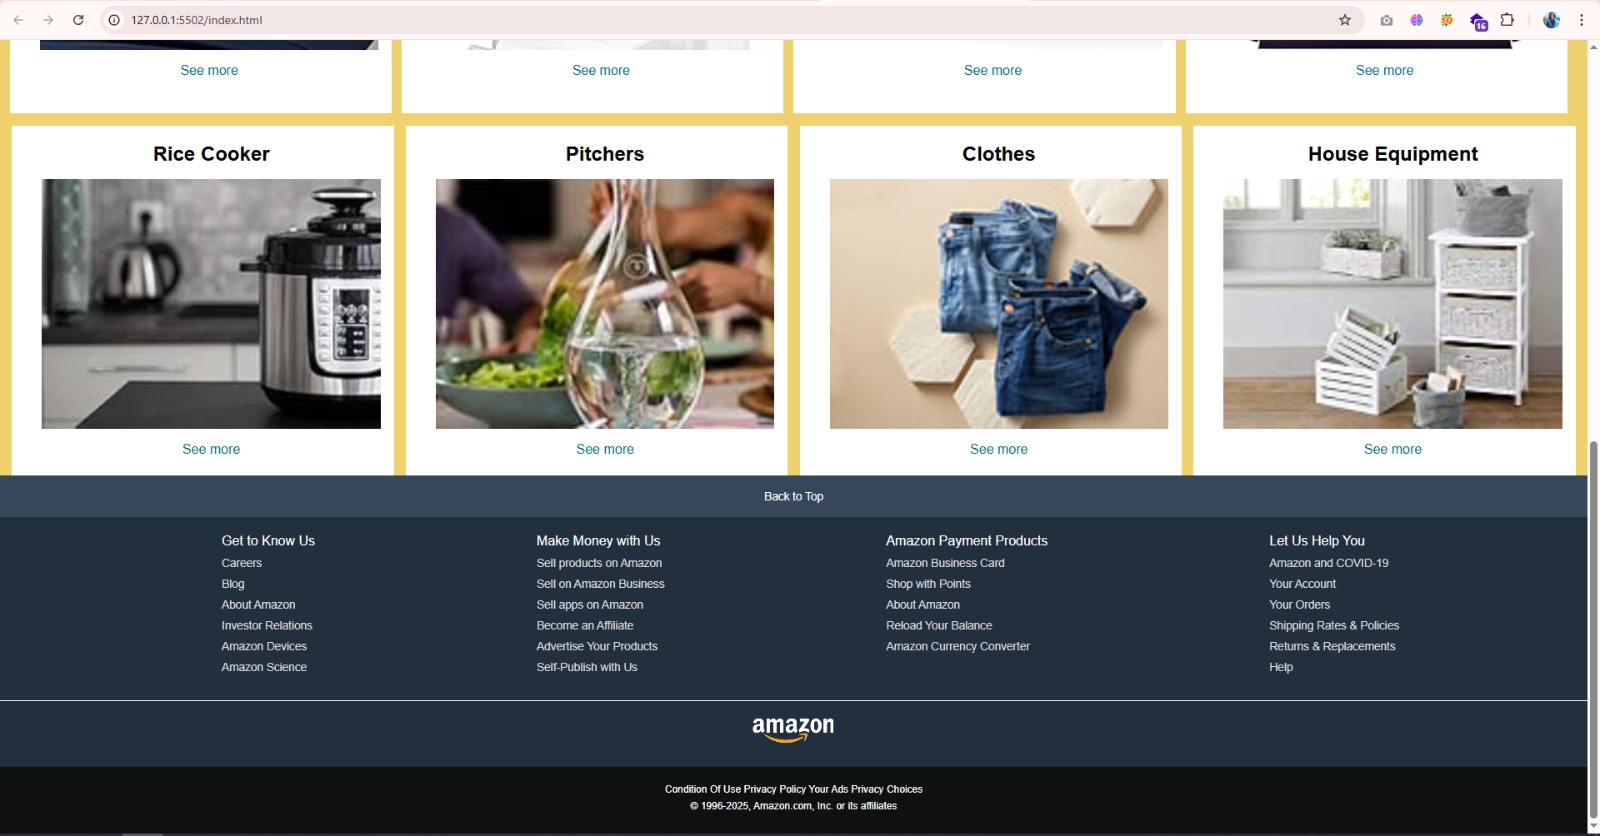 127.0.0.1:5502/index.html
16
See more
See more
See more
See more
Rice Cooker
Pitchers
Clothes
House Equipment
See more
See more
See more
See more
Back to Top
Get to Know Us
Careers
Blog
About Amazon
Investor Relations
Amazon Devices
Amazon Science
Make Money with Us
Sell products on Amazon
Sell on Amazon Business
Sell apps on Amazon
Become an Affiliate
Advertise Your Products
Self-Publish with Us
Amazon Payment Products
Amazon Business Card
Shop with Points
About Amazon
Reload Your Balance
Amazon Currency Converter
Let Us Help You
Amazon and COVID-19
Your Account
Your Orders
Shipping Rates & Policies
Returns & Replacements
Help
amazon
Condition Of Use Privacy Policy Your Ads Privacy Choices
© 1996-2025, Amazon.com, Inc. or its affiliates